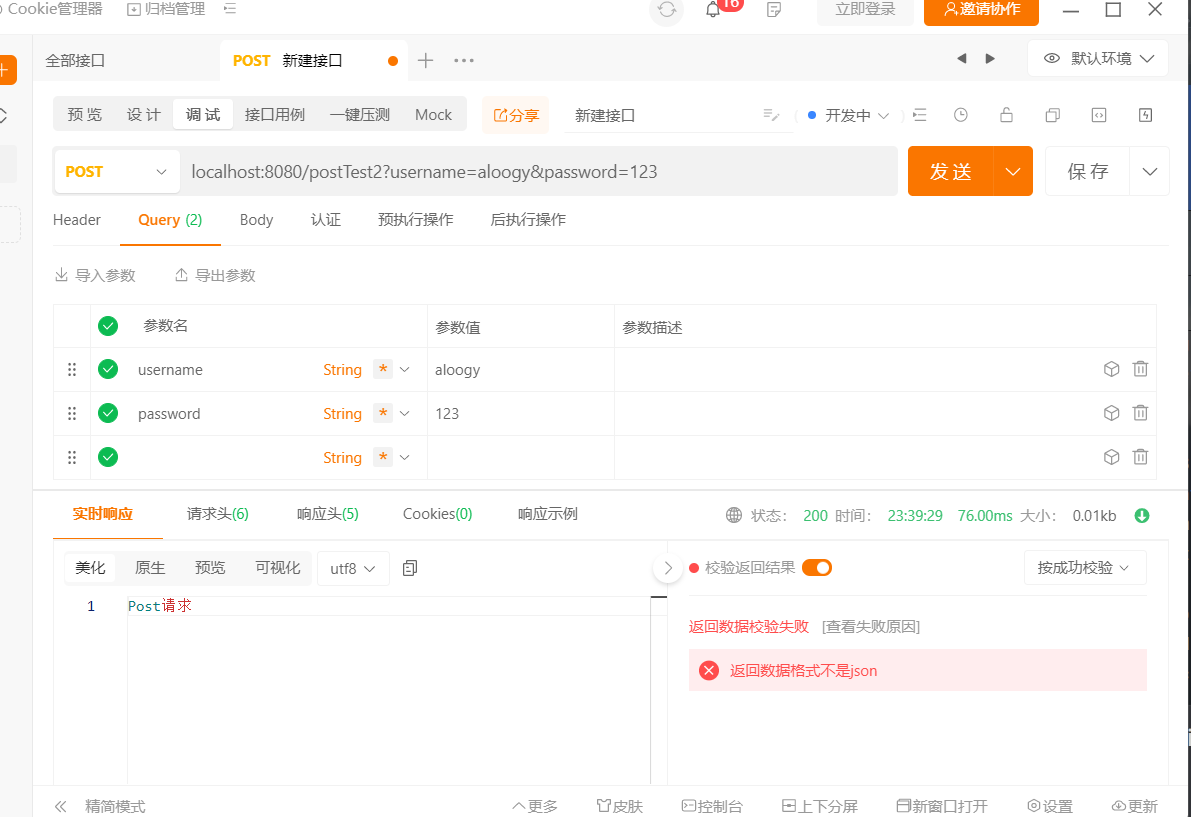 Cookie管理器 归档管理 16 立即登录 邀请协作
全部接口 POST 新建接口 默认环境
预览 设计 调试 接口用例 一键压测 Mock 分享 新建接口 开发中
POST localhost:8080/postTest2?username=aloogy&password=123 发送 保存
Header Query (2) Body 认证 预执行操作 后执行操作
导入参数 导出参数
参数名 参数值 参数描述
username String * aloogy
password String * 123
String *
实时响应 请求头(6) 响应头(5) Cookies(0) 响应示例 状态: 200 时间: 23:39:29 76.00ms 大小: 0.01kb
美化 原生 预览 可视化 utf8 校验返回结果 按成功校验
1 Post请求
返回数据校验失败 [查看失败原因]
返回数据格式不是json
精简模式 更多 皮肤 控制台 上下分屏 新窗口打开 设置 更新